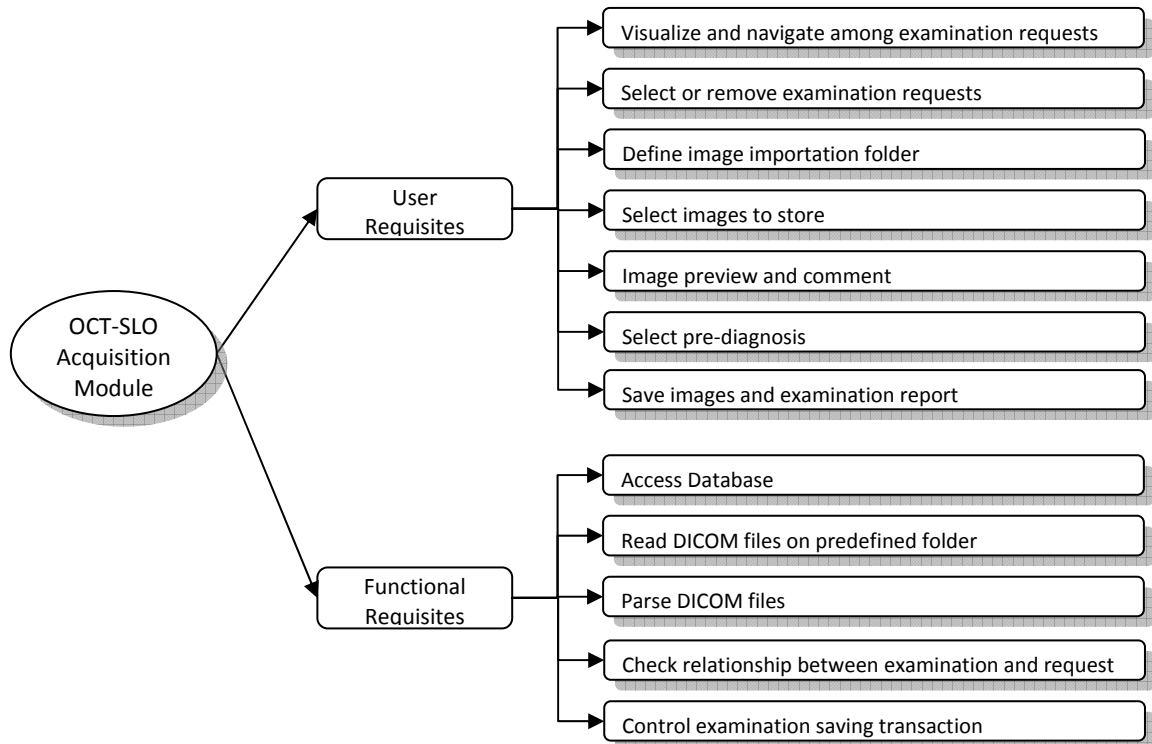 OCT-SLO
Acquisition
Module
User
Requisites
Visualize and navigate among examination requests
Select or remove examination requests
Define image importation folder
Select images to store
Image preview and comment
Select pre-diagnosis
Save images and examination report
Functional
Requisites
Access Database
Read DICOM files on predefined folder
Parse DICOM files
Check relationship between examination and request
Control examination saving transaction